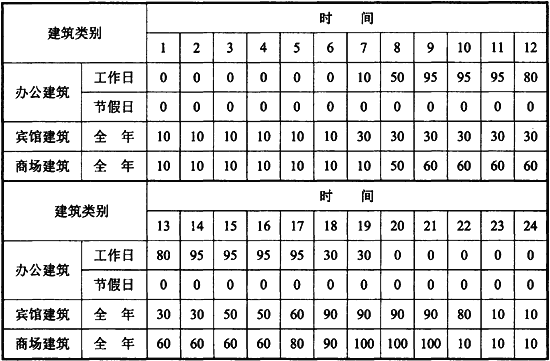 建筑类别 时 间
1 2 3 4 5 6 7 8 9 10 11 12
办公建筑 工作日 0 0 0 0 0 0 10 50 95 95 95 80
节假日 0 0 0 0 0 0 0 0 0 0 0 0
宾馆建筑 全 年 10 10 10 10 10 10 30 30 30 30 30 30
商场建筑 全 年 10 10 10 10 10 10 10 50 60 60 60 60
建筑类别 时 间
13 14 15 16 17 18 19 20 21 22 23 24
办公建筑 工作日 80 95 95 95 95 30 30 0 0 0 0 0
节假日 0 0 0 0 0 0 0 0 0 0 0 0
宾馆建筑 全 年 30 30 50 50 60 90 90 90 90 80 10 10
商场建筑 全 年 60 60 60 60 80 90 100 100 100 10 10 10